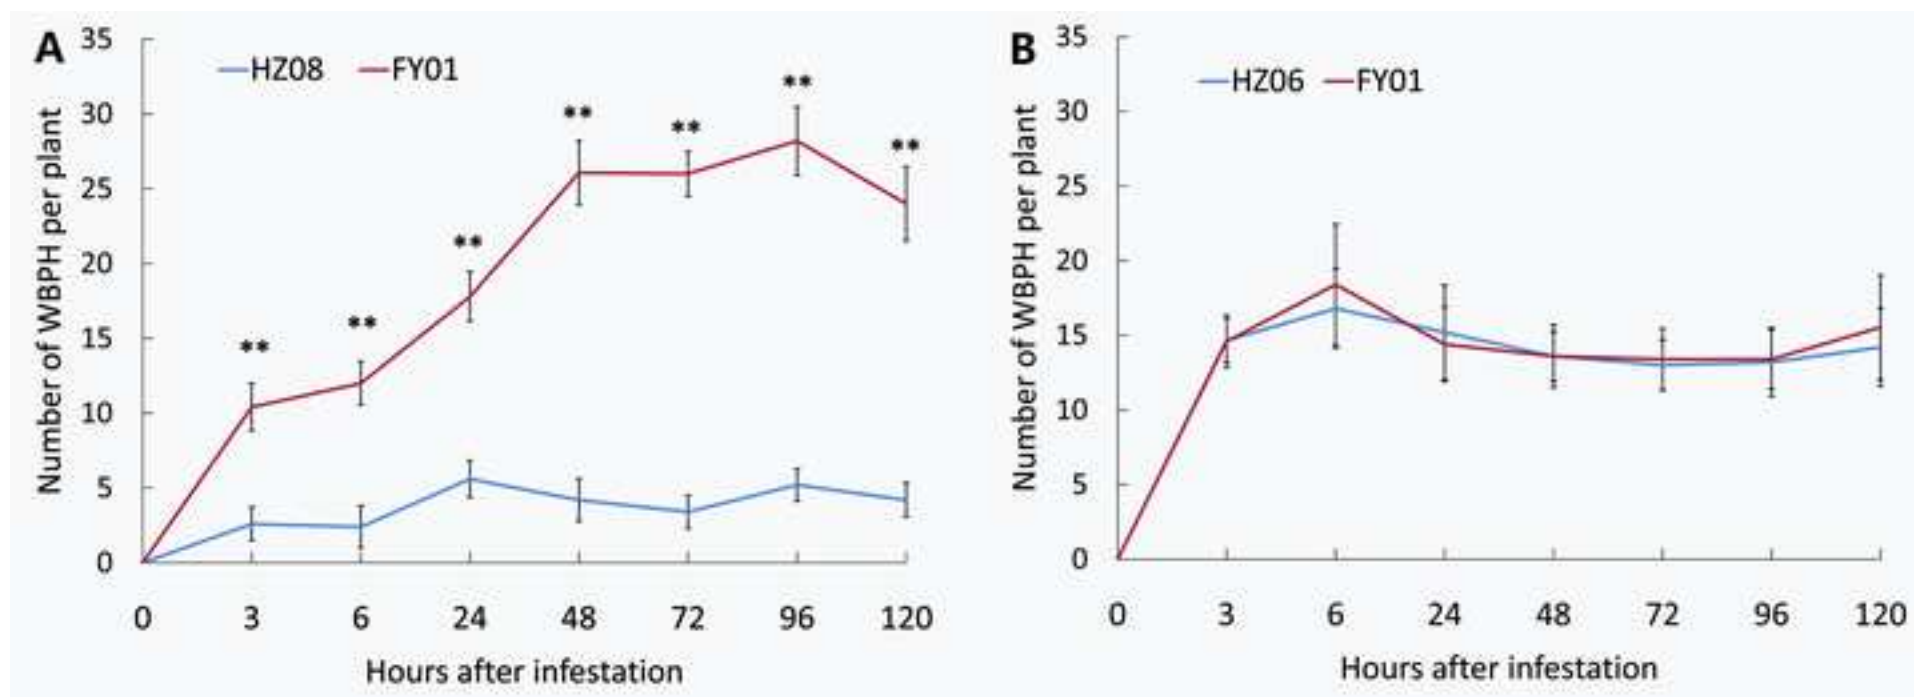 A
HZ08 FY01
Number of WBPH per plant
35
30
25
20
15
10
5
0
** ** ** ** ** ** **
0 3 6 24 48 72 96 120
Hours after infestation
B
HZ06 FY01
Number of WBPH per plant
35
30
25
20
15
10
5
0
0 3 6 24 48 72 96 120
Hours after infestation